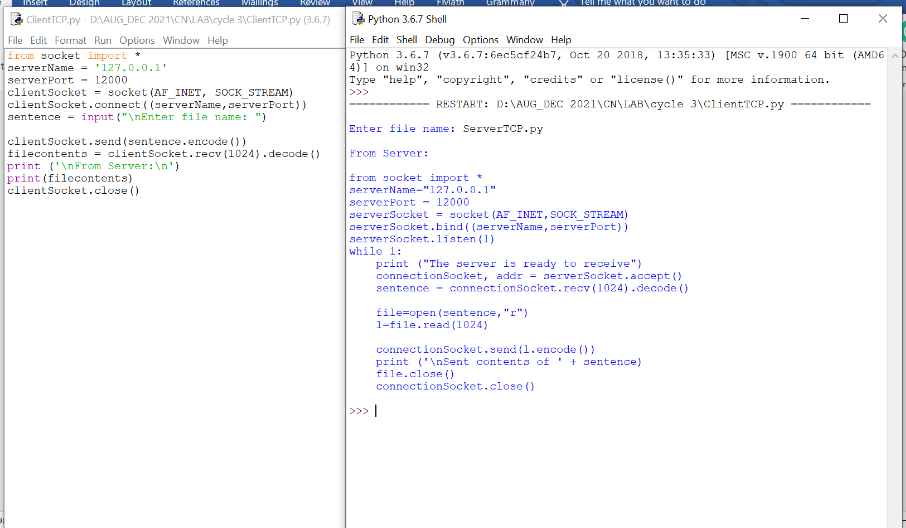 Insert Design Layout References Mailings Review View Help FMath Grammarly Tell me what you want to do
ClientTCP.py - D:\AUG_DEC 2021\CN\LAB\cycle 3\ClientTCP.py (3.6.7)
File Edit Format Run Options Window Help
from socket import *
serverName = '127.0.0.1'
serverPort = 12000
clientSocket = socket(AF_INET, SOCK_STREAM)
clientSocket.connect((serverName,serverPort))
sentence = input("\nEnter file name: ")
clientSocket.send(sentence.encode())
filecontents = clientSocket.recv(1024).decode()
print ('\nFrom Server:\n')
print(filecontents)
clientSocket.close()
Python 3.6.7 Shell
File Edit Shell Debug Options Window Help
Python 3.6.7 (v3.6.7:6ec5cf24b7, Oct 20 2018, 13:35:33) [MSC v.1900 64 bit (AMD6
4)] on win32
Type "help", "copyright", "credits" or "license()" for more information.
>>>
------------ RESTART: D:\AUG_DEC 2021\CN\LAB\cycle 3\ClientTCP.py ------------
Enter file name: ServerTCP.py
From Server:
from socket import *
serverName="127.0.0.1"
serverPort = 12000
serverSocket = socket(AF_INET,SOCK_STREAM)
serverSocket.bind((serverName,serverPort))
serverSocket.listen(1)
while 1:
    print ("The server is ready to receive")
    connectionSocket, addr = serverSocket.accept()
    sentence = connectionSocket.recv(1024).decode()
    file=open(sentence,"r")
    l=file.read(1024)
    connectionSocket.send(l.encode())
    print ('\nSent contents of ' + sentence)
    file.close()
    connectionSocket.close()
>>>